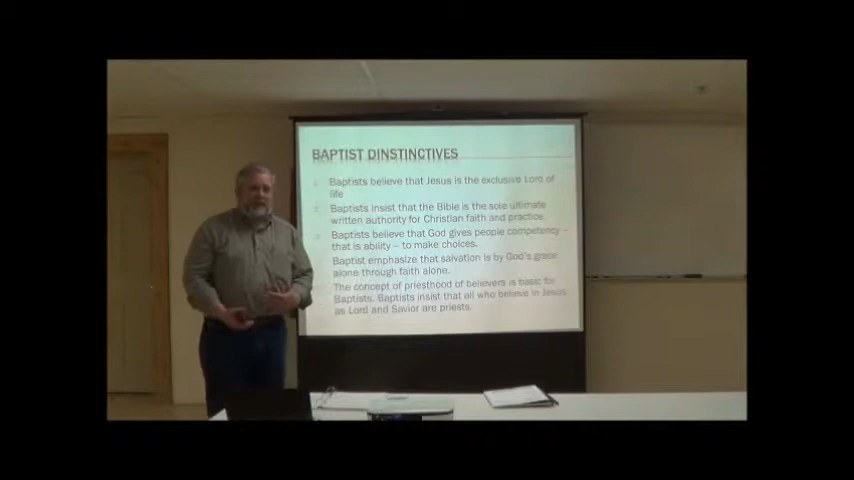 BAPTIST DINSTINCTIVES
1. Baptists believe that Jesus is the exclusive Lord of
life
2. Baptists insist that the Bible is the sole ultimate
written authority for Christian faith and practice.
3. Baptists believe that God gives people competency –
that is ability – to make choices.
Baptist emphasize that salvation is by God's grace
alone through faith alone.
The concept of priesthood of believers is basic for
Baptists. Baptists insist that all who believe in Jesus
as Lord and Savior are priests.